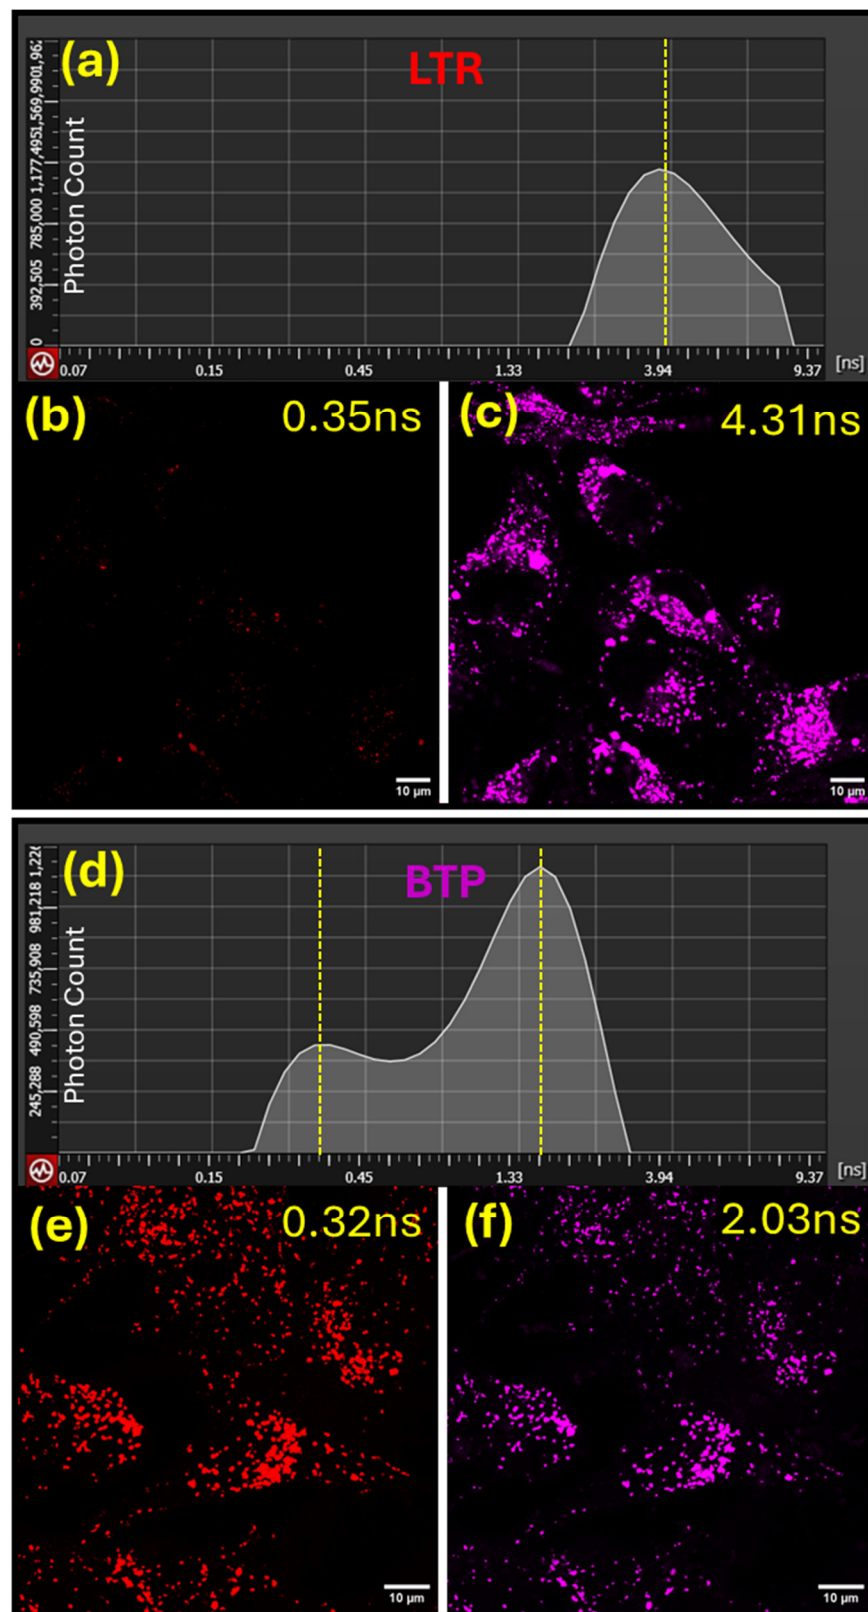 (a)
LTR
Photon Count
0
392,505
785,000
1,177,495
1,569,990
0.07 0.15 0.45 1.33 3.94 9.37 [ns]
(b) 0.35ns
10 µm
(c) 4.31ns
10 µm
(d)
BTP
Photon Count
245,288
490,598
735,908
981,218
0.07 0.15 0.45 1.33 3.94 9.37 [ns]
(e) 0.32ns
10 µm
(f) 2.03ns
10 µm